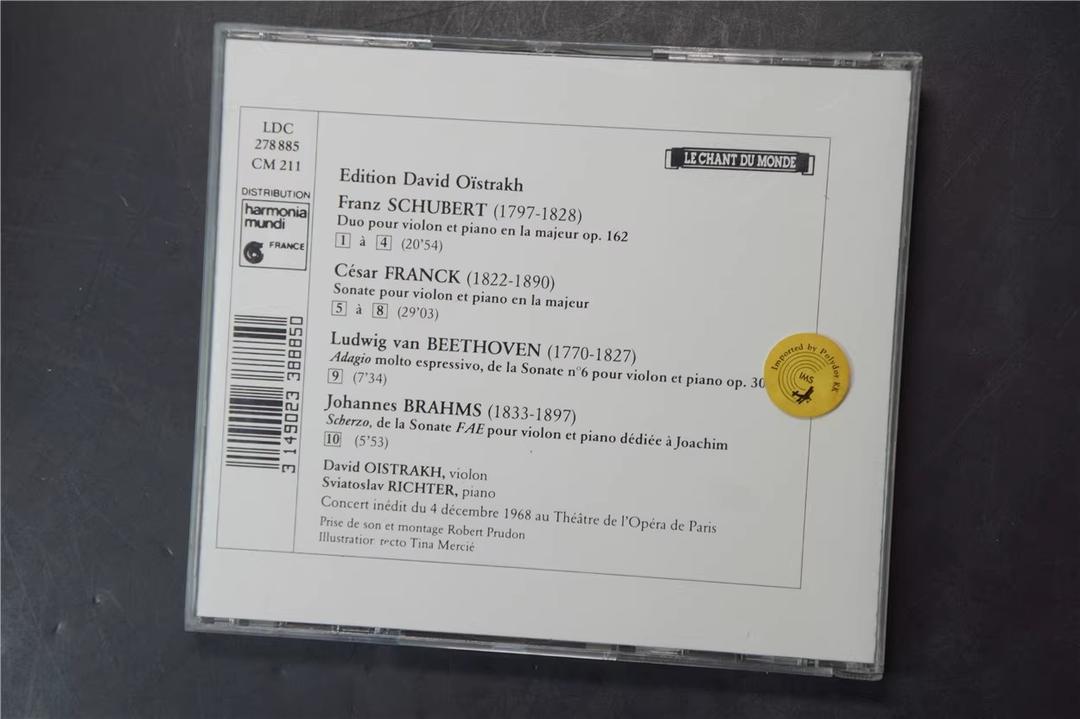 LDC
278 885
CM 211
DISTRIBUTION
harmonia
mundi
FRANCE
3 149023 388850
LE CHANT DU MONDE
Edition David Oïstrakh
Franz SCHUBERT (1797-1828)
Duo pour violon et piano en la majeur op. 162
1 à 4 (20'54)
César FRANCK (1822-1890)
Sonate pour violon et piano en la majeur
5 à 8 (29'03)
Ludwig van BEETHOVEN (1770-1827)
Adagio molto espressivo, de la Sonate n°6 pour violon et piano op. 30
9 (7'34)
Johannes BRAHMS (1833-1897)
Scherzo, de la Sonate FAE pour violon et piano dédiée à Joachim
10 (5'53)
David OISTRAKH, violon
Sviatoslav RICHTER, piano
Concert inédit du 4 décembre 1968 au Théâtre de l'Opéra de Paris
Prise de son et montage Robert Prudon
Illustration recto Tina Mercié
Imported by Polydor KK
IMS